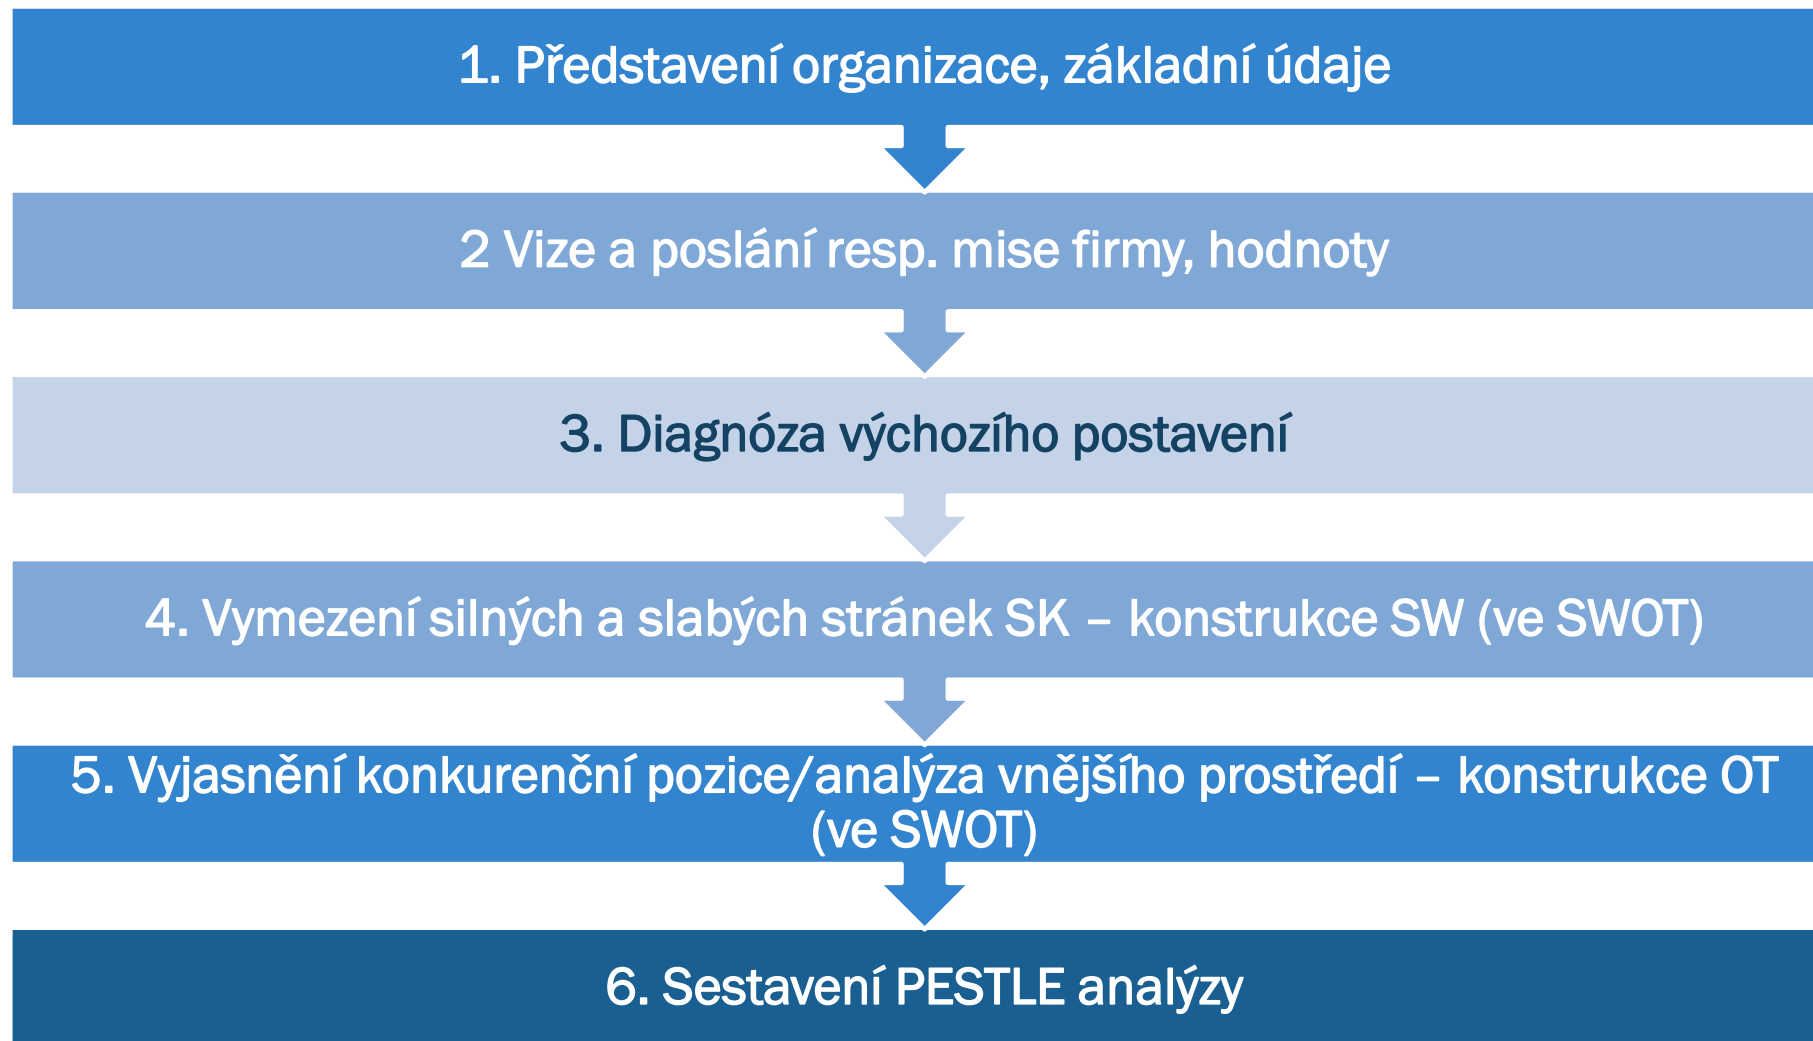 1. Představení organizace, základní údaje
2 Vize a poslání resp. mise firmy, hodnoty
3. Diagnóza výchozího postavení
4. Vymezení silných a slabých stránek SK – konstrukce SW (ve SWOT)
5. Vyjasnění konkurenční pozice/analýza vnějšího prostředí – konstrukce OT
(ve SWOT)
6. Sestavení PESTLE analýzy